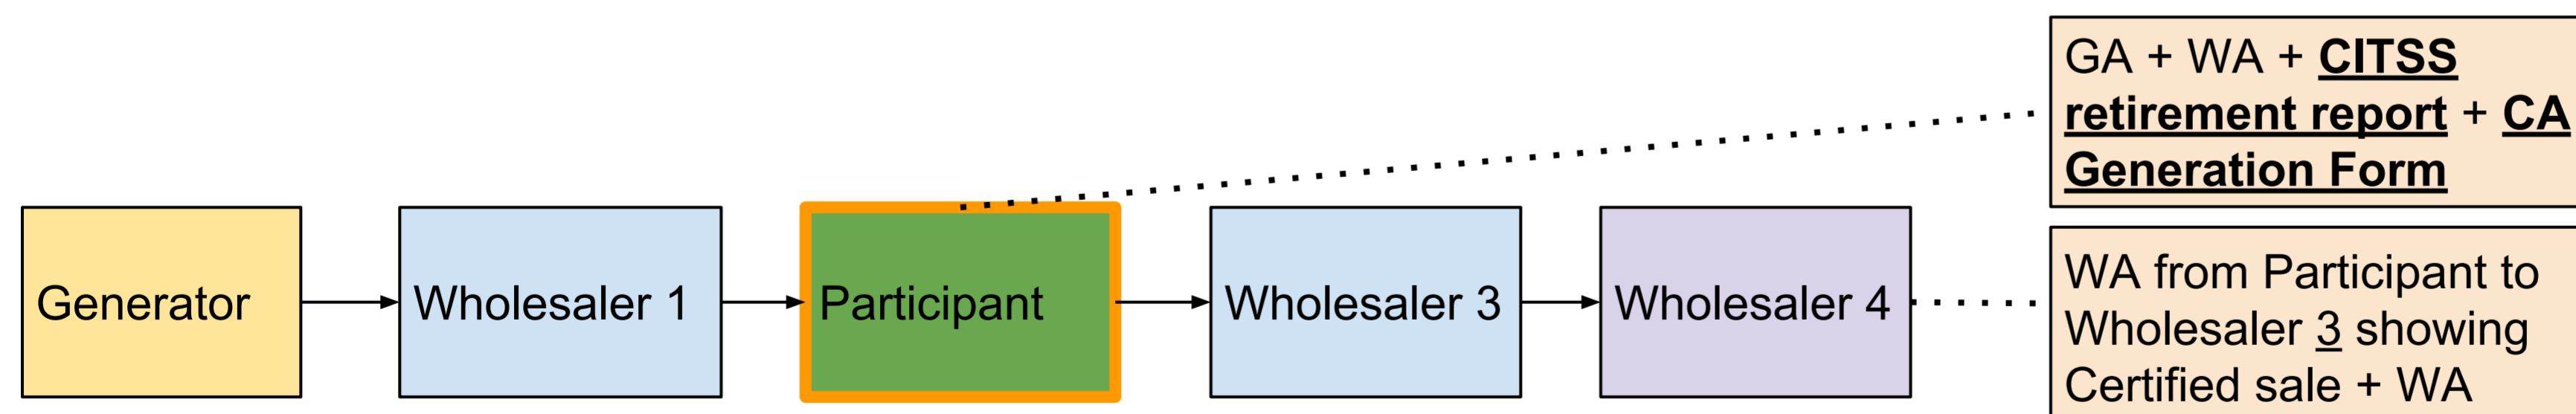 GA + WA + CITSS
retirement report + CA
Generation Form
Generator
Wholesaler 1
Participant
Wholesaler 3
Wholesaler 4
WA from Participant to
Wholesaler 3 showing
Certified sale + WA